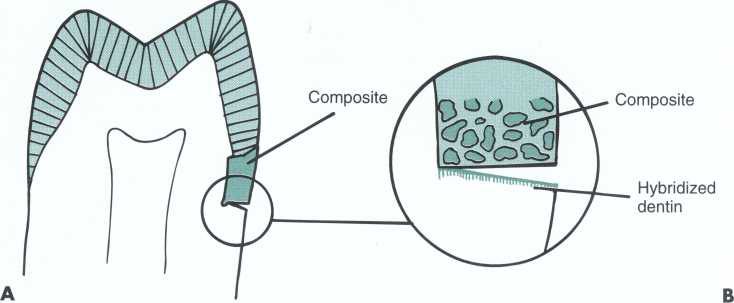 Composite
Composite
Hybridized
dentin
A
B